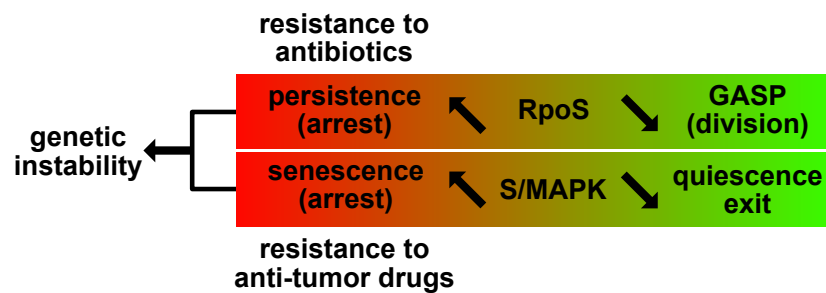 resistance to
antibiotics
persistence
(arrest)
RpoS
GASP
(division)
genetic
instability
senescence
(arrest)
S/MAPK
quiescence
exit
resistance to
anti-tumor drugs